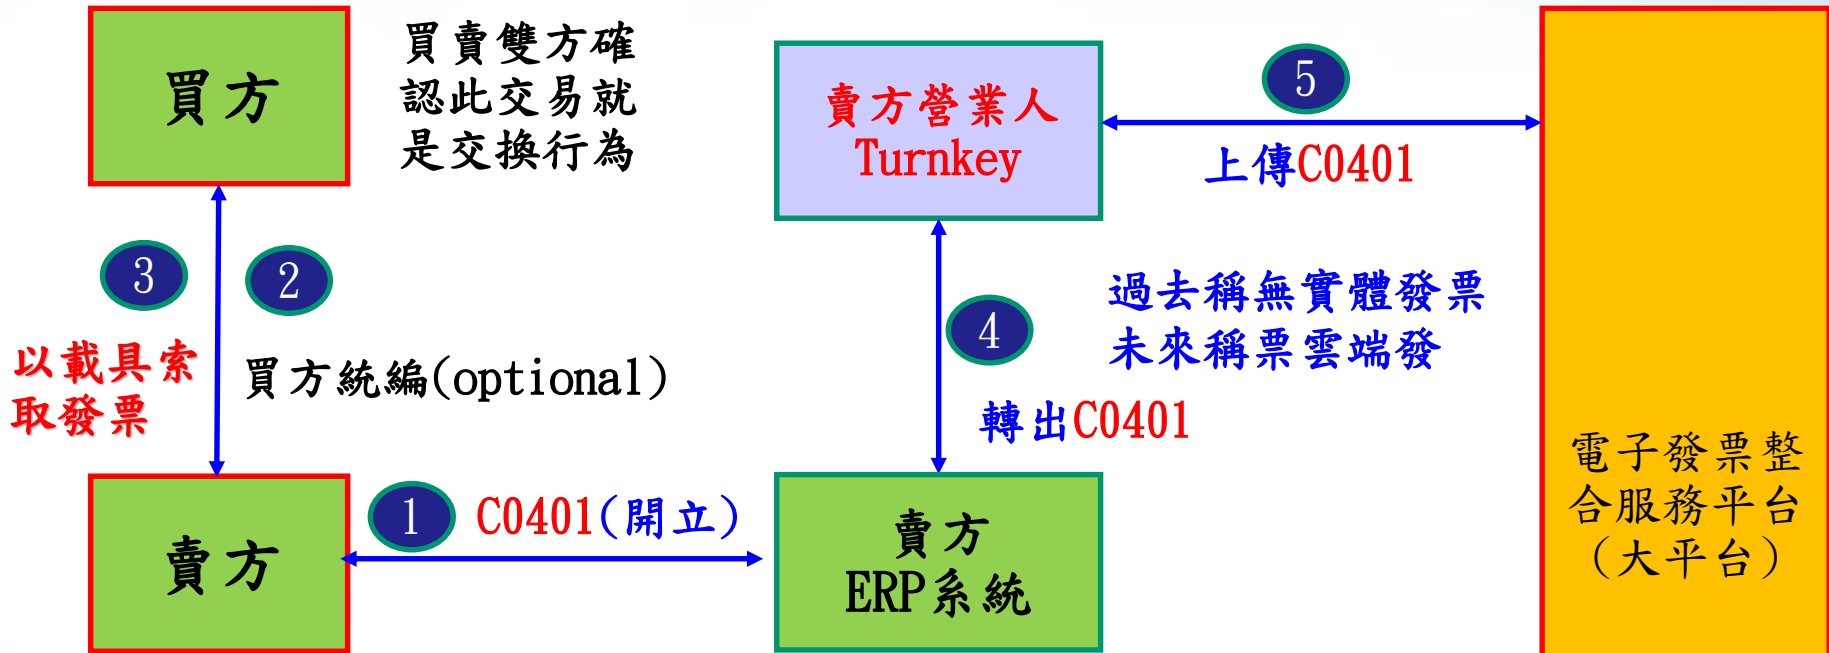 買方
買賣雙方確
認此交易就
是交換行為
賣方營業人
Turnkey
5
上傳C0401
3
2
以載具索
取發票
買方統編(optional)
4
過去稱無實體發票
未來稱票雲端發
轉出C0401
電子發票整
合服務平台
(大平台)
賣方
1
C0401(開立)
賣方
ERP系統